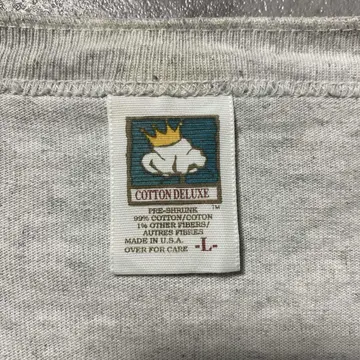 COTTON DELUXE
TM
PRE-SHRUNK
99% COTTON/COTON
1% OTHER FIBERS/
AUTRES FIBRES
MADE IN U.S.A.
OVER FOR CARE -L-